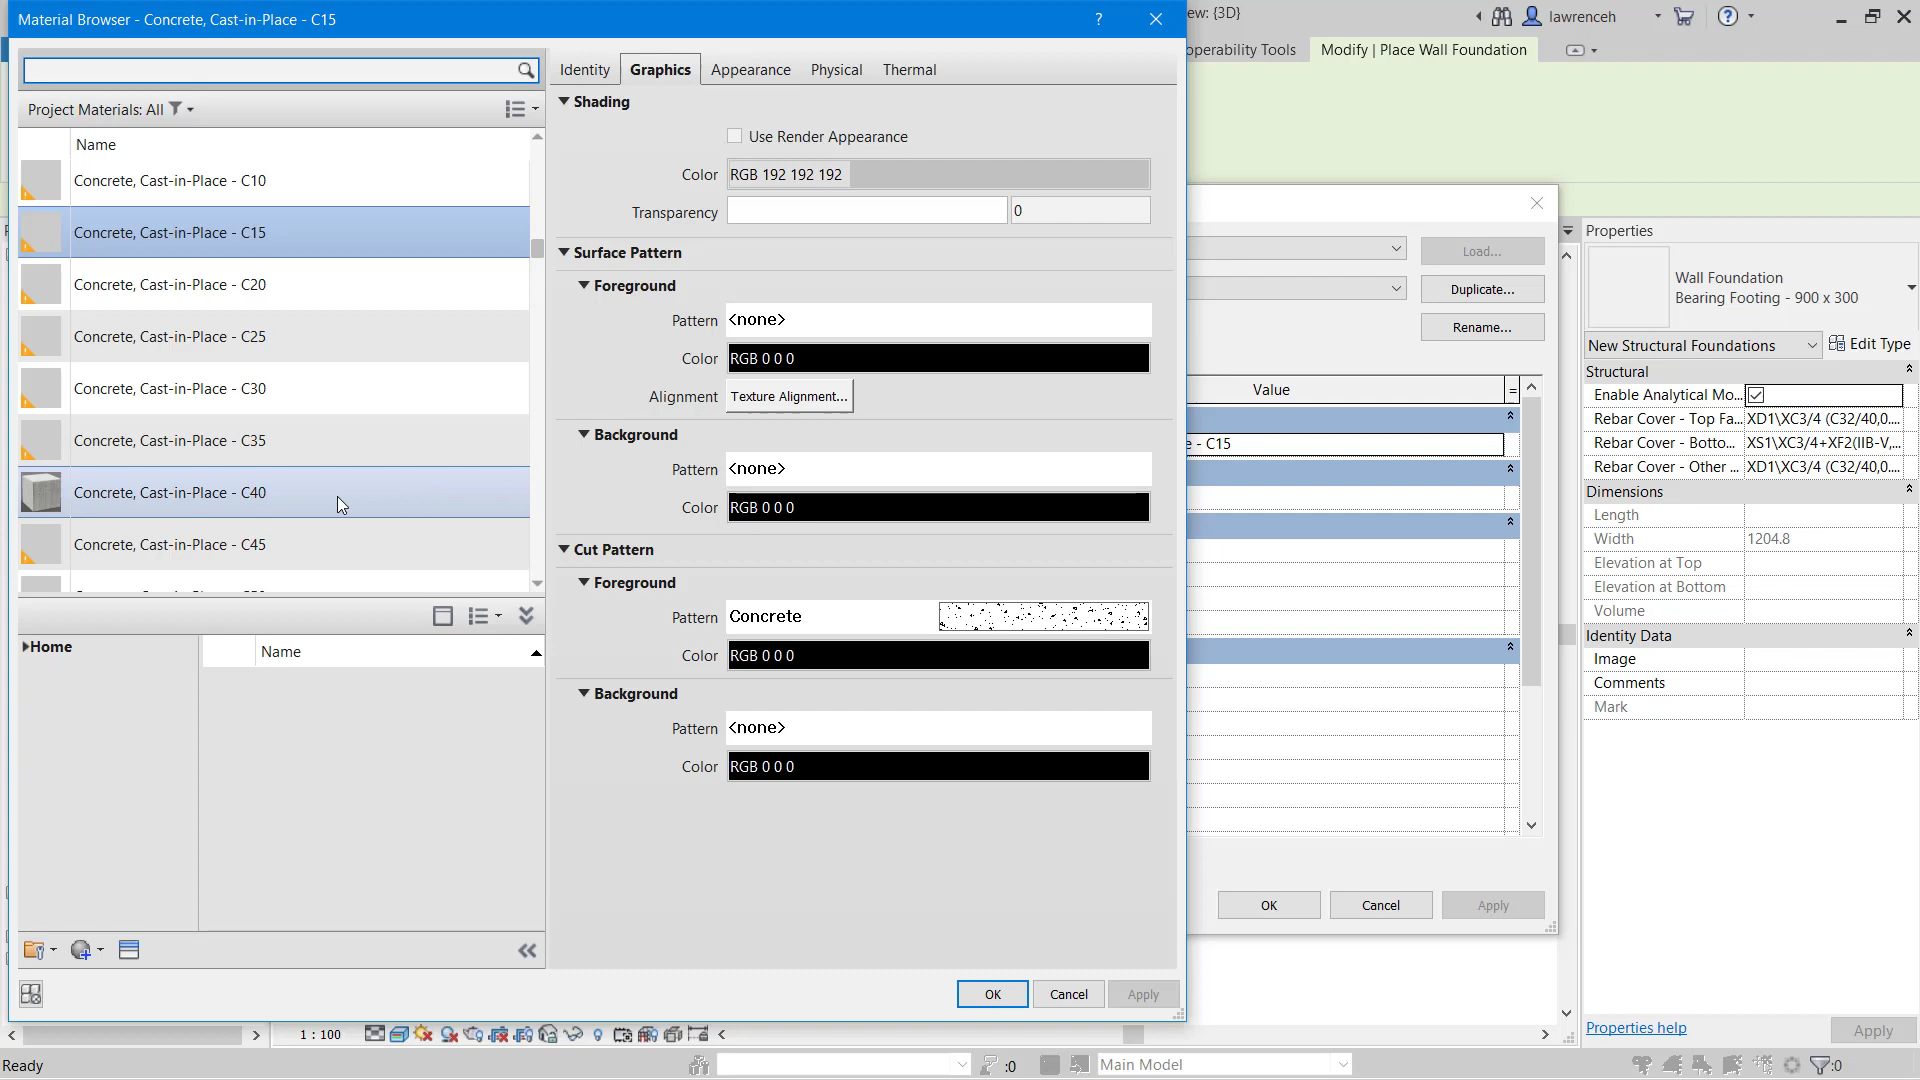 Material Browser - Concrete, Cast-in-Place - C15
?
ew: {3D}
lawrenceh
operability Tools
Modify | Place Wall Foundation
Project Materials: All
Name
Concrete, Cast-in-Place - C10
Concrete, Cast-in-Place - C15
Concrete, Cast-in-Place - C20
Concrete, Cast-in-Place - C25
Concrete, Cast-in-Place - C30
Concrete, Cast-in-Place - C35
Concrete, Cast-in-Place - C40
Concrete, Cast-in-Place - C45
Home
Name
Identity
Graphics
Appearance
Physical
Thermal
Shading
Use Render Appearance
Color
RGB 192 192 192
Transparency
0
Surface Pattern
Foreground
Pattern
<none>
Color
RGB 0 0 0
Alignment
Texture Alignment...
Background
Pattern
<none>
Color
RGB 0 0 0
Cut Pattern
Foreground
Pattern
Concrete
Color
RGB 0 0 0
Background
Pattern
<none>
Color
RGB 0 0 0
OK
Cancel
Apply
Load...
Duplicate...
Rename...
Value
=
e - C15
OK
Cancel
Apply
Properties
Wall Foundation
Bearing Footing - 900 x 300
New Structural Foundations
Edit Type
Structural
Enable Analytical Mo...
Rebar Cover - Top Fa...
XD1\XC3/4 (C32/40,0....
Rebar Cover - Botto...
XS1\XC3/4+XF2(IIB-V,...
Rebar Cover - Other ...
XD1\XC3/4 (C32/40,0....
Dimensions
Length
Width
1204.8
Elevation at Top
Elevation at Bottom
Volume
Identity Data
Image
Comments
Mark
Properties help
Apply
1 : 100
Ready
:0
Main Model
:0